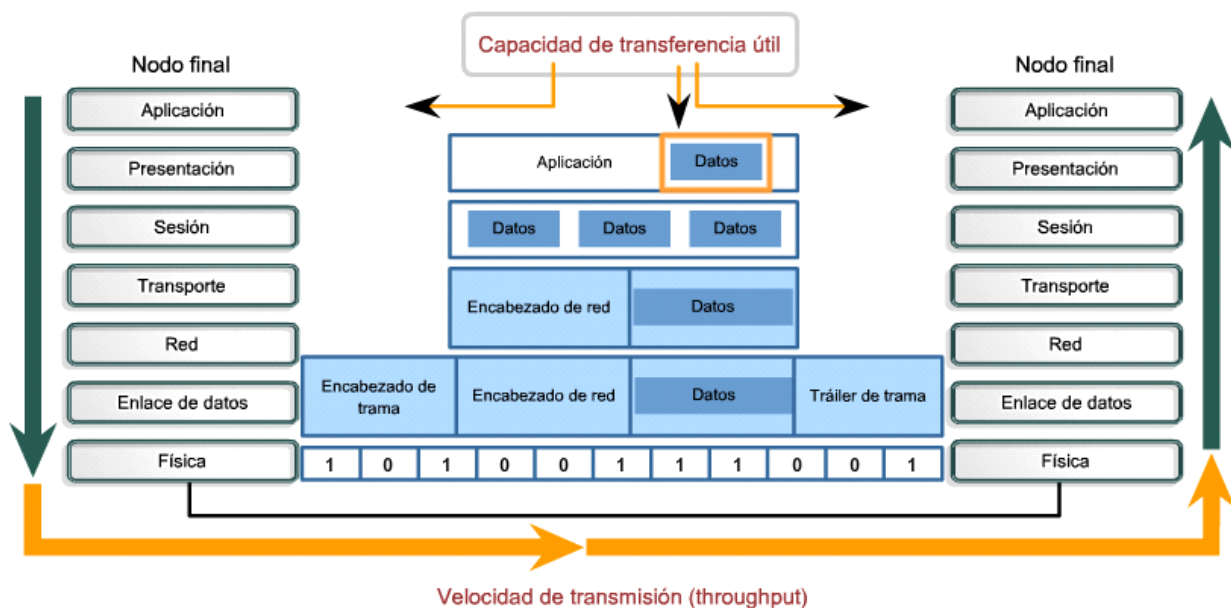 Capacidad de transferencia útil
Nodo final
Nodo final
Aplicación
Presentación
Sesión
Transporte
Red
Enlace de datos
Física
Aplicación
Datos
Datos
Datos
Datos
Encabezado de red
Datos
Encabezado de
trama
Encabezado de red
Datos
Tráiler de trama
1 0 1 0 0 1 1 1 0 0 1
Aplicación
Presentación
Sesión
Transporte
Red
Enlace de datos
Física
Velocidad de transmisión (throughput)